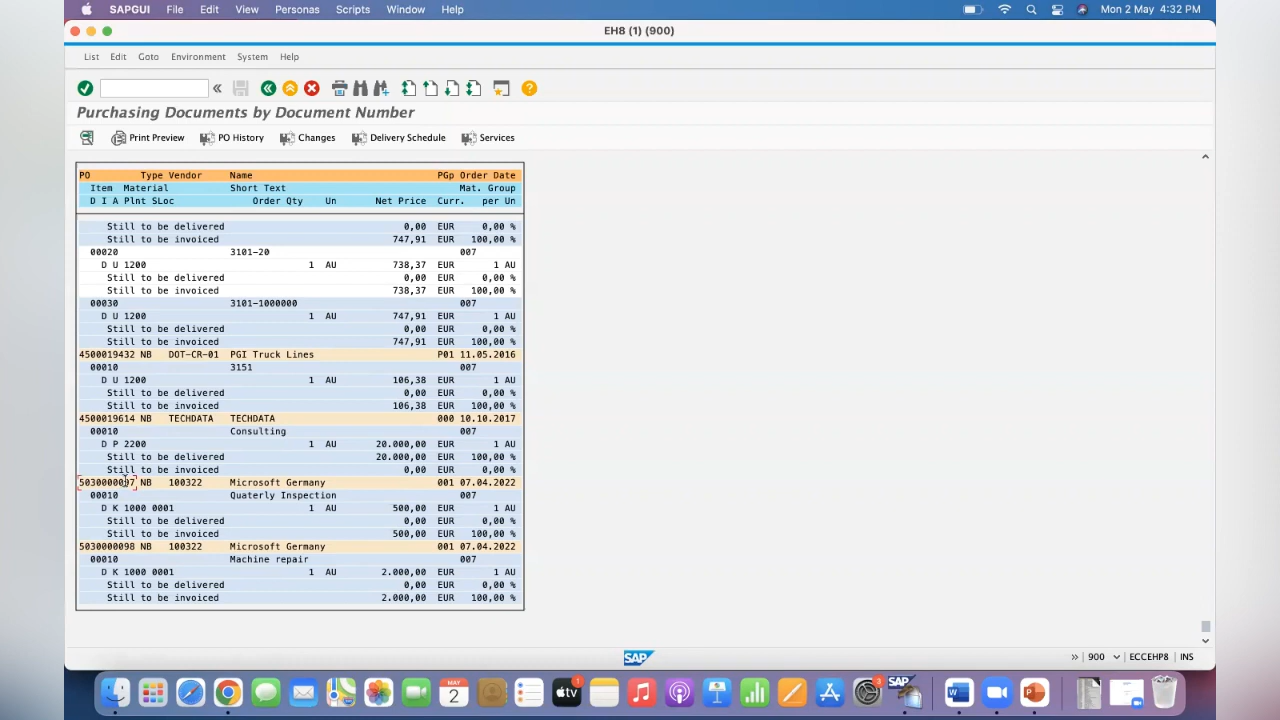 SAPGUI File Edit View Personas Scripts Window Help Mon 2 May 4:32 PM
EH8 (1) (900)
List Edit Goto Environment System Help
Purchasing Documents by Document Number
Print Preview PO History Changes Delivery Schedule Services
PO Type Vendor Name PGp Order Date
Item Material Short Text Mat. Group
D I A Plnt SLoc Order Qty Un Net Price Curr. per Un
Still to be delivered 0,00 EUR 0,00 %
Still to be invoiced 747,91 EUR 100,00 %
00020 3101-20 007
D U 1200 1 AU 738,37 EUR 1 AU
Still to be delivered 0,00 EUR 0,00 %
Still to be invoiced 738,37 EUR 100,00 %
00030 3101-1000000 007
D U 1200 1 AU 747,91 EUR 1 AU
Still to be delivered 0,00 EUR 0,00 %
Still to be invoiced 747,91 EUR 100,00 %
4500019432 NB DOT-CR-01 PGI Truck Lines P01 11.05.2016
00010 3151 007
D U 1200 1 AU 106,38 EUR 1 AU
Still to be delivered 0,00 EUR 0,00 %
Still to be invoiced 106,38 EUR 100,00 %
4500019614 NB TECHDATA TECHDATA 000 10.10.2017
00010 Consulting 007
D P 2200 1 AU 20.000,00 EUR 1 AU
Still to be delivered 20.000,00 EUR 100,00 %
Still to be invoiced 0,00 EUR 0,00 %
5030000097 NB 100322 Microsoft Germany 001 07.04.2022
00010 Quaterly Inspection 007
D K 1000 0001 1 AU 500,00 EUR 1 AU
Still to be delivered 0,00 EUR 0,00 %
Still to be invoiced 500,00 EUR 100,00 %
5030000098 NB 100322 Microsoft Germany 001 07.04.2022
00010 Machine repair 007
D K 1000 0001 1 AU 2.000,00 EUR 1 AU
Still to be delivered 0,00 EUR 0,00 %
Still to be invoiced 2.000,00 EUR 100,00 %
SAP 900 ECCEHP8 INS
MAY 2 tv 1 3 SAP W P